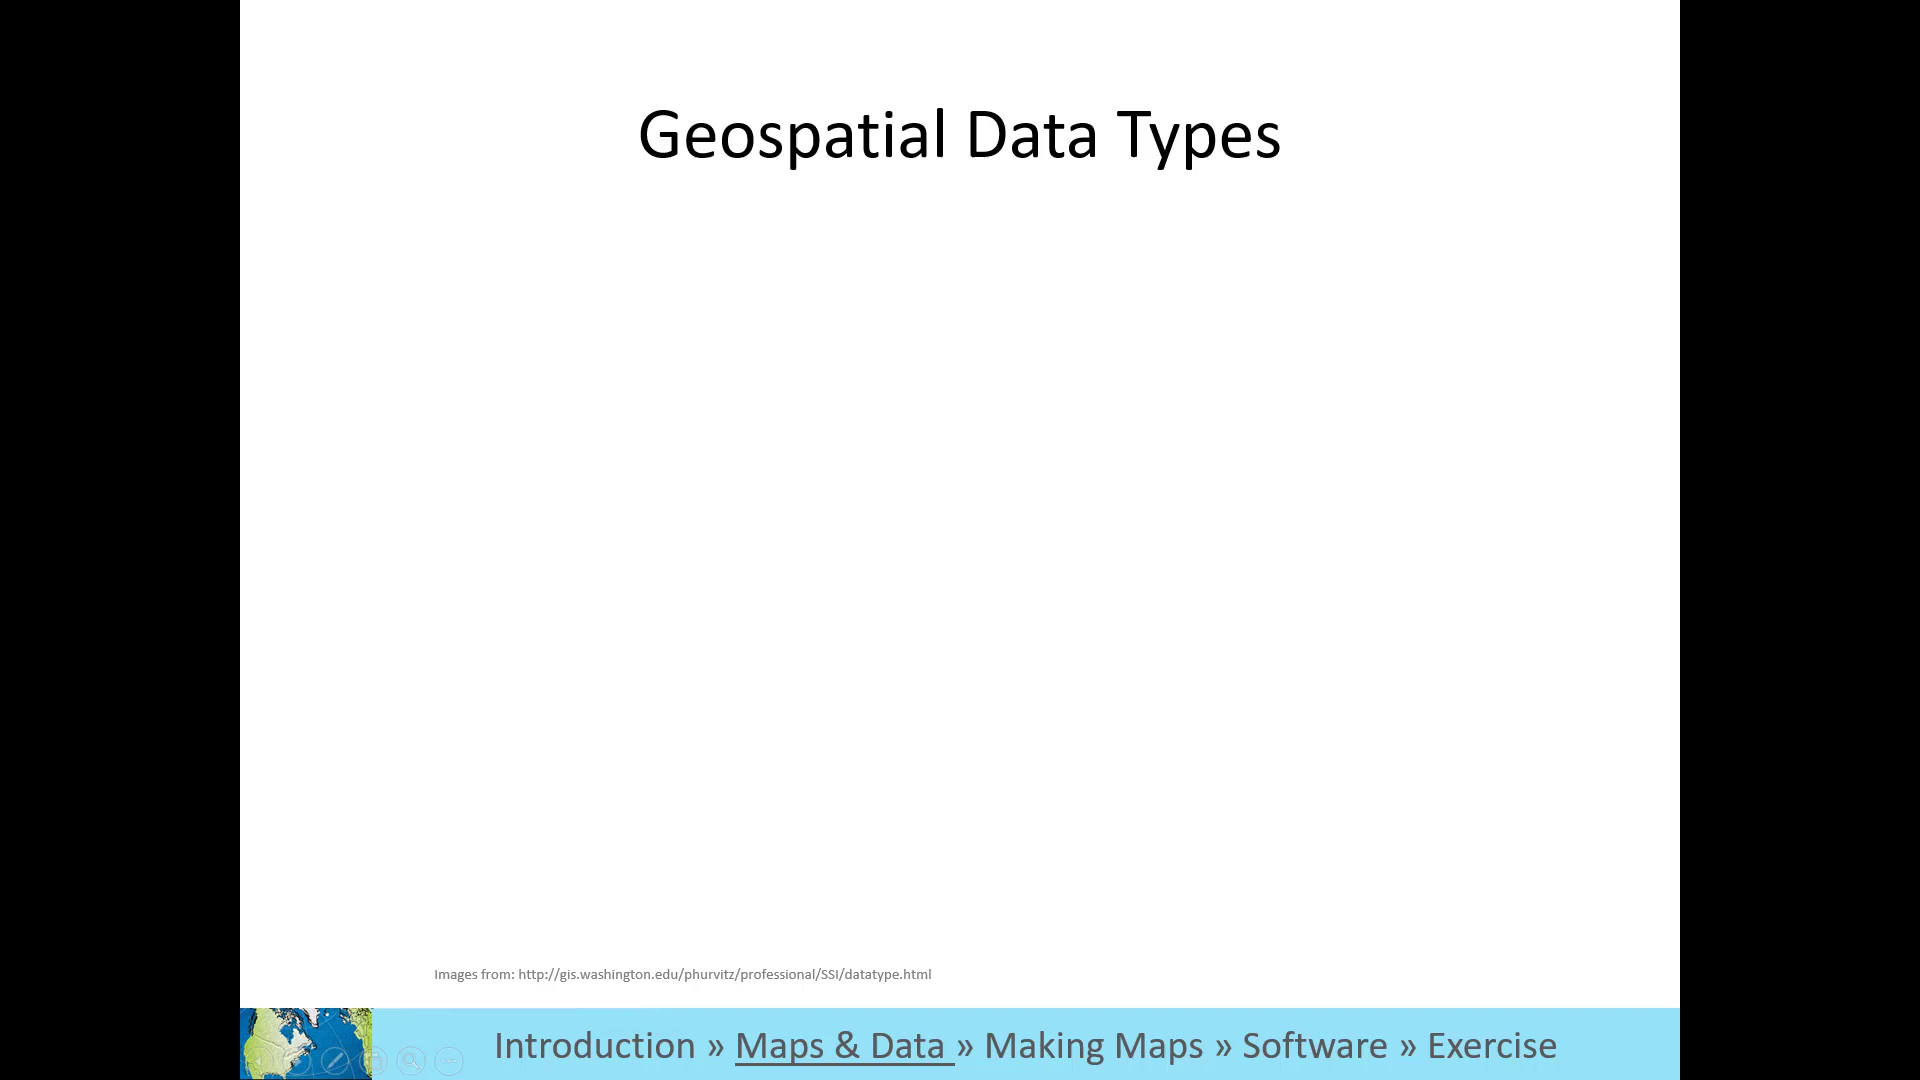 Geospatial Data Types
Images from: http://gis.washington.edu/phurvitz/professional/SSI/datatype.html
Introduction » Maps & Data » Making Maps » Software » Exercise